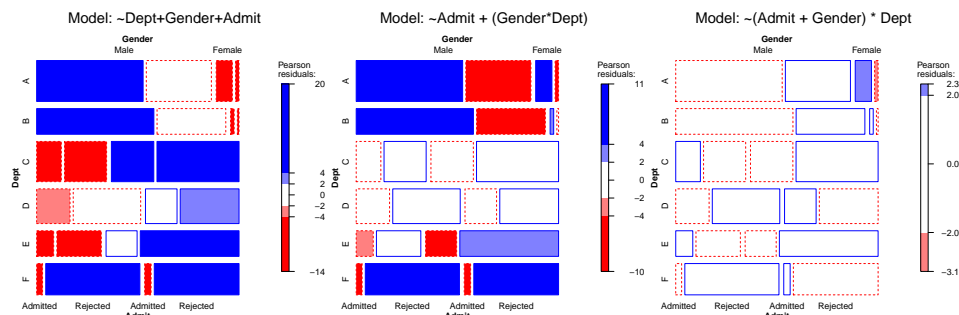 Model: ~Dept+Gender+Admit
Gender
Male Female
Dept
A
B
C
D
E
F
Admitted Rejected Admitted Rejected
Admit
Pearson
residuals:
20
4
2
0
−2
−4
−14
Model: ~Admit + (Gender*Dept)
Gender
Male Female
Dept
A
B
C
D
E
F
Admitted Rejected Admitted Rejected
Admit
Pearson
residuals:
11
4
2
0
−2
−4
−10
Model: ~(Admit + Gender) * Dept
Gender
Male Female
Dept
A
B
C
D
E
F
Admitted Rejected Admitted Rejected
Admit
Pearson
residuals:
2.3
2.0
0.0
−2.0
−3.1